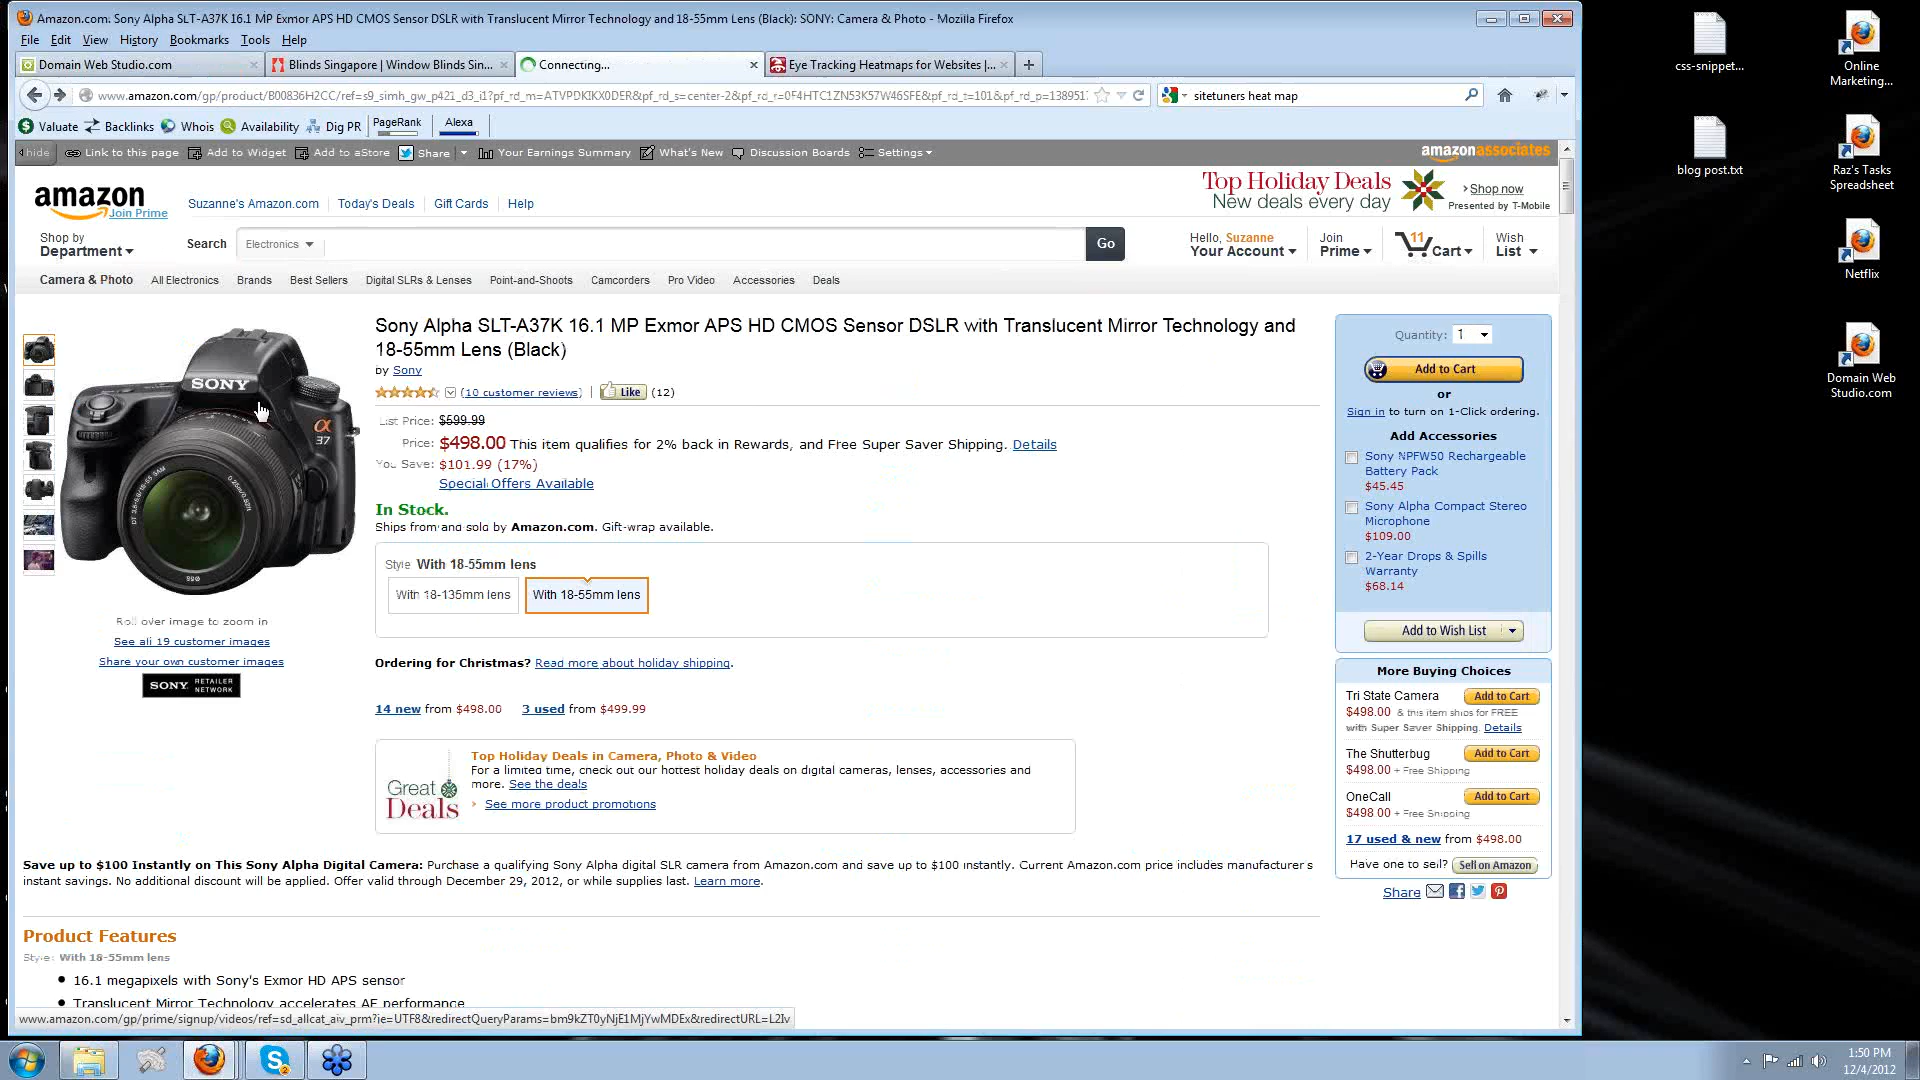 Amazon.com: Sony Alpha SLT-A37K 16.1 MP Exmor APS HD CMOS Sensor DSLR with Translucent Mirror Technology and 18-55mm Lens (Black): SONY: Camera & Photo - Mozilla Firefox
File Edit View History Bookmarks Tools Help
Domain Web Studio.com
Blinds Singapore | Window Blinds Sin...
Connecting...
Eye Tracking Heatmaps for Websites |...
sitetuners heat map
Valuate Backlinks Whois Availability Dig PR PageRank Alexa
hide Link to this page Add to Widget Add to aStore Share Your Earnings Summary What's New Discussion Boards Settings
amazonassociates
amazon
Join Prime
Suzanne's Amazon.com Today's Deals Gift Cards Help
Top Holiday Deals
New deals every day
Shop now
Presented by T-Mobile
Shop by
Department
Search Electronics Go
Hello, Suzanne
Your Account
Join
Prime
11
Cart
Wish
List
Camera & Photo All Electronics Brands Best Sellers Digital SLRs & Lenses Point-and-Shoots Camcorders Pro Video Accessories Deals
Sony Alpha SLT-A37K 16.1 MP Exmor APS HD CMOS Sensor DSLR with Translucent Mirror Technology and
18-55mm Lens (Black)
by Sony
(10 customer reviews) | Like (12)
List Price: $599.99
Price: $498.00 This item qualifies for 2% back in Rewards, and Free Super Saver Shipping. Details
You Save: $101.99 (17%)
Special Offers Available
In Stock.
Ships from and sold by Amazon.com. Gift-wrap available.
Style With 18-55mm lens
With 18-135mm lens With 18-55mm lens
SONY
α
37
Roll over image to zoom in
See all 19 customer images
Share your own customer images
SONY RETAILER NETWORK
Ordering for Christmas? Read more about holiday shipping.
14 new from $498.00 3 used from $499.99
Great
Deals
Top Holiday Deals in Camera, Photo & Video
For a limited time, check out our hottest holiday deals on digital cameras, lenses, accessories and
more. See the deals
› See more product promotions
Quantity: 1
Add to Cart
or
Sign in to turn on 1-Click ordering.
Add Accessories
Sony NPFW50 Rechargeable
Battery Pack
$45.45
Sony Alpha Compact Stereo
Microphone
$109.00
2-Year Drops & Spills
Warranty
$68.14
Add to Wish List
More Buying Choices
Tri State Camera Add to Cart
$498.00 & this item ships for FREE
with Super Saver Shipping. Details
The Shutterbug Add to Cart
$498.00 + Free Shipping
OneCall Add to Cart
$498.00 + Free Shipping
17 used & new from $498.00
Have one to sell? Sell on Amazon
Share
Save up to $100 Instantly on This Sony Alpha Digital Camera: Purchase a qualifying Sony Alpha digital SLR camera from Amazon.com and save up to $100 instantly. Current Amazon.com price includes manufacturer's
instant savings. No additional discount will be applied. Offer valid through December 29, 2012, or while supplies last. Learn more.
Product Features
Style: With 18-55mm lens
• 16.1 megapixels with Sony's Exmor HD APS sensor
• Translucent Mirror Technology accelerates AF performance
www.amazon.com/gp/prime/signup/videos/ref=sd_allcat_aiv_prm?ie=UTF8&redirectQueryParams=bm9kZT0yNjE1MjYwMDEx&redirectURL=L2Iv
css-snippet...
Online
Marketing...
blog post.txt
Raz's Tasks
Spreadsheet
Netflix
Domain Web
Studio.com
1:50 PM
12/4/2012